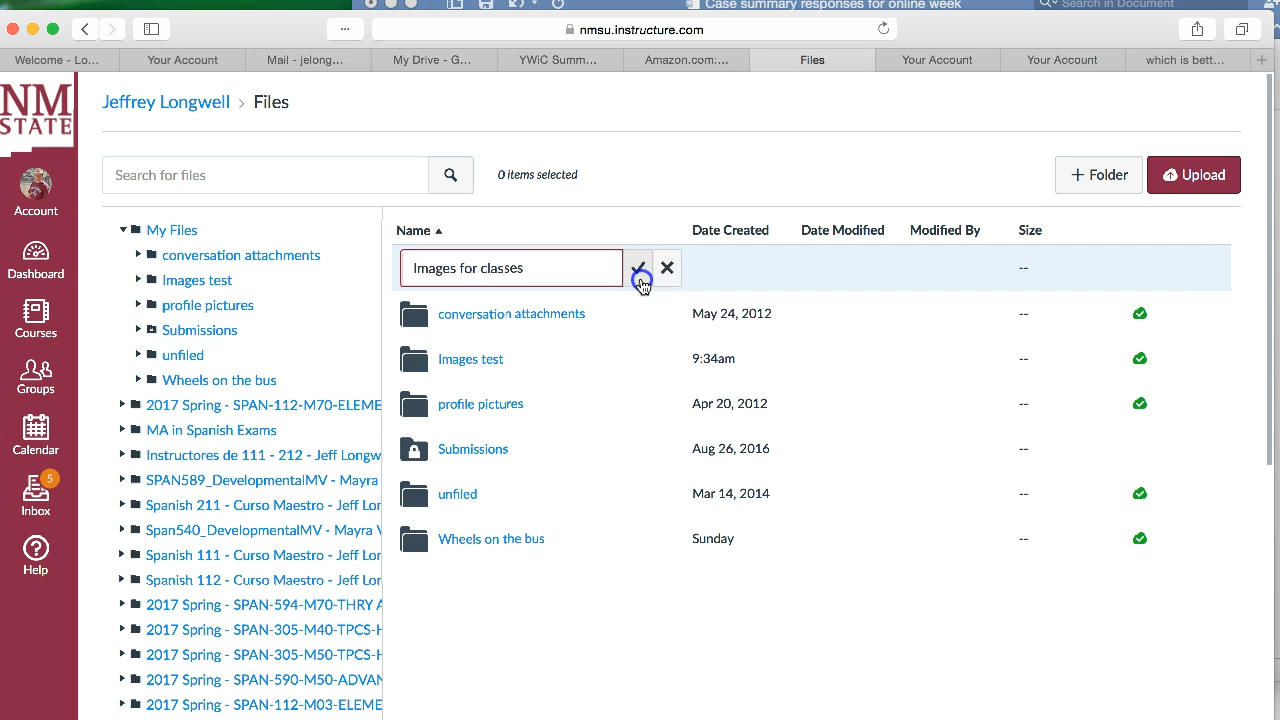 Case summary responses for online week
Search in Document
nmsu.instructure.com
Welcome - Lo...
Your Account
Mail - jelong...
My Drive - G...
YWiC Summ...
Amazon.com:...
Files
Your Account
Your Account
which is bett...
NM
STATE
Jeffrey Longwell > Files
Search for files
0 items selected
+ Folder
Upload
Account
Dashboard
Courses
Groups
Calendar
5
Inbox
Help
My Files
conversation attachments
Images test
profile pictures
Submissions
unfiled
Wheels on the bus
2017 Spring - SPAN-112-M70-ELEME
MA in Spanish Exams
Instructores de 111 - 212 - Jeff Longw
SPAN589_DevelopmentalMV - Mayra
Spanish 211 - Curso Maestro - Jeff Lon
Span540_DevelopmentalMV - Mayra V
Spanish 111 - Curso Maestro - Jeff Lon
Spanish 112 - Curso Maestro - Jeff Lon
2017 Spring - SPAN-594-M70-THRY A
2017 Spring - SPAN-305-M40-TPCS-H
2017 Spring - SPAN-305-M50-TPCS-H
2017 Spring - SPAN-590-M50-ADVAN
2017 Spring - SPAN-112-M03-ELEME
Name Date Created Date Modified Modified By Size
Images for classes --
conversation attachments May 24, 2012 --
Images test 9:34am --
profile pictures Apr 20, 2012 --
Submissions Aug 26, 2016 --
unfiled Mar 14, 2014 --
Wheels on the bus Sunday --